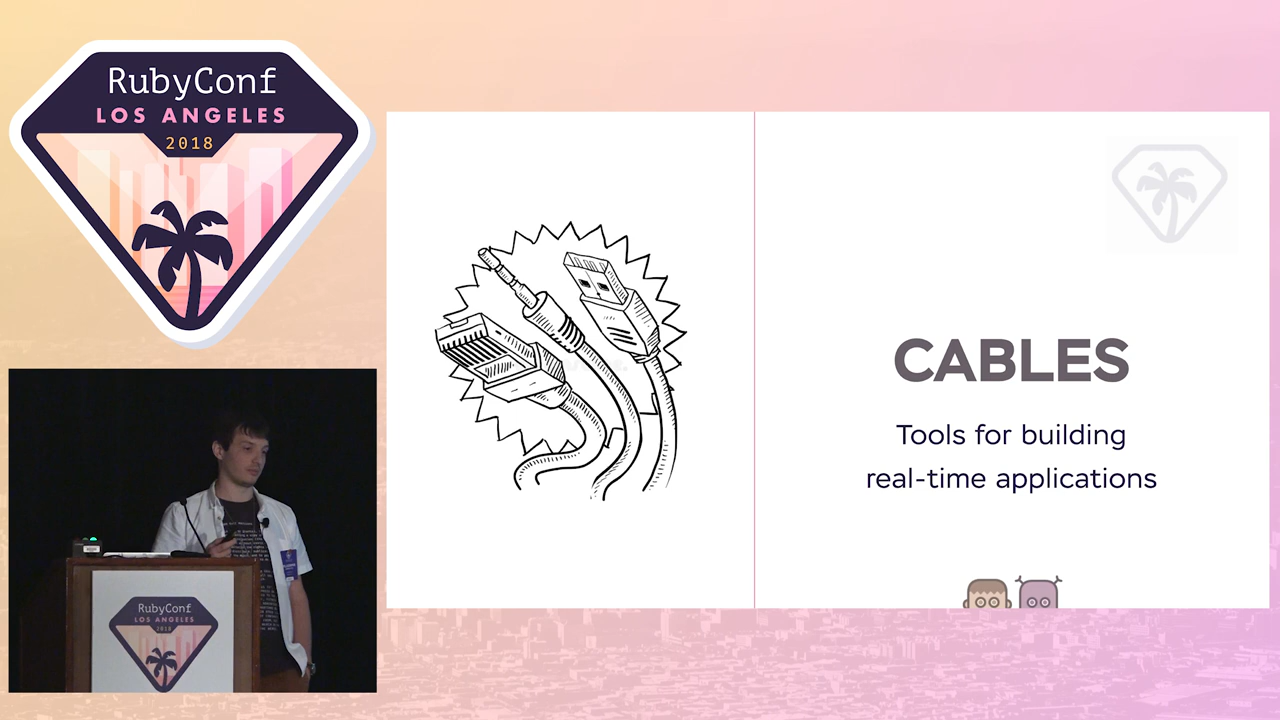 RubyConf
LOS ANGELES
2018
CABLES
Tools for building
real-time applications
RubyConf
LOS ANGELES
2018